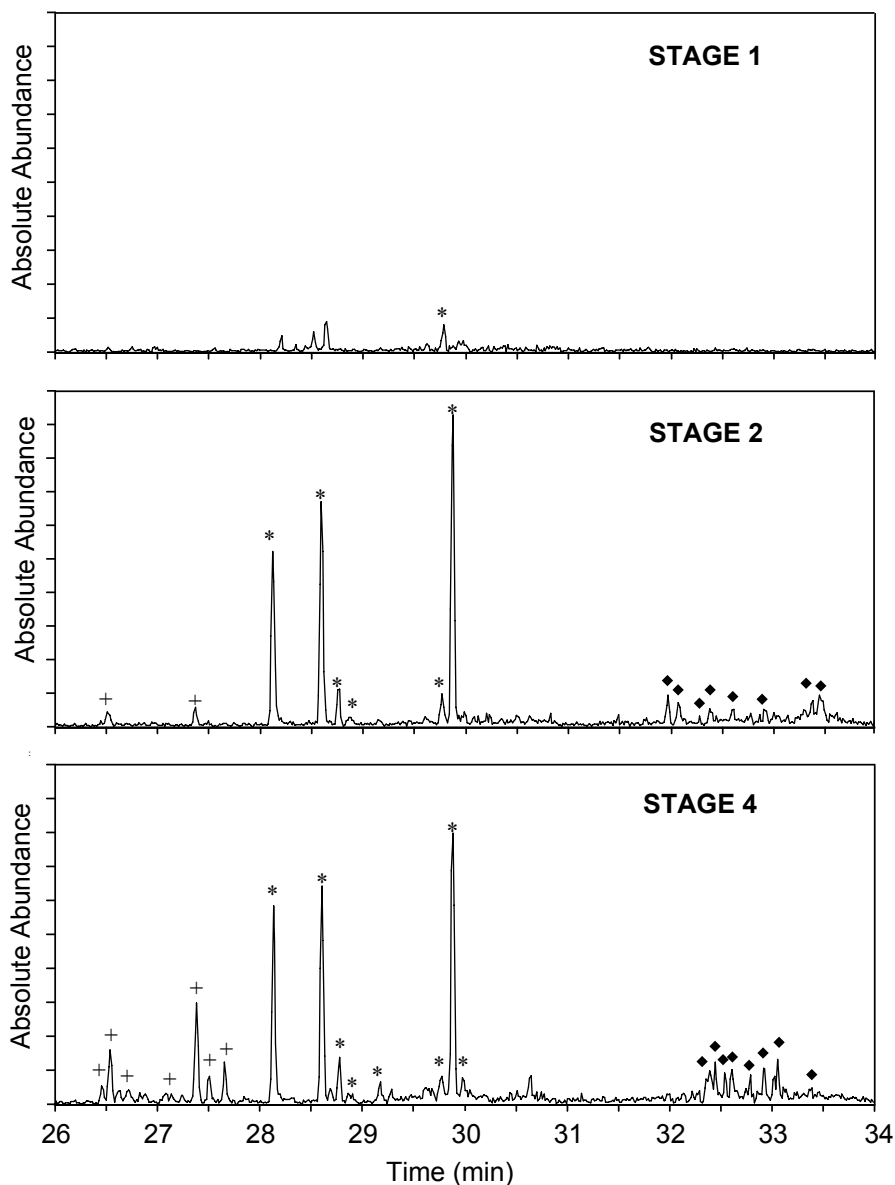 Absolute Abundance
STAGE 1
*
Absolute Abundance
STAGE 2
+ + * * * * * * ◆ ◆ ◆ ◆ ◆ ◆ ◆ ◆
Absolute Abundance
STAGE 4
+ + + + + + + * * * * * * * * ◆ ◆ ◆ ◆ ◆ ◆ ◆ ◆
26 27 28 29 30 31 32 33 34
Time (min)